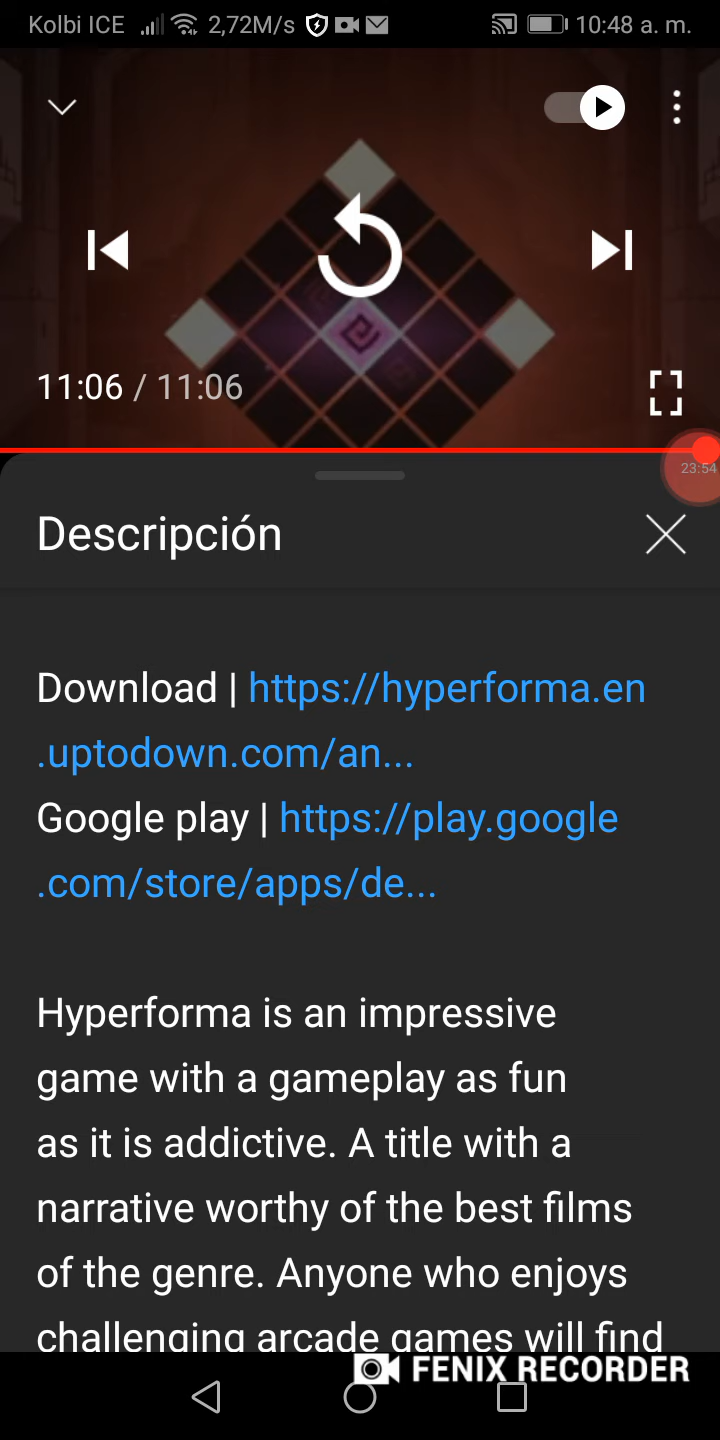 Kolbi ICE 2,72M/s 10:48 a. m.
11:06 / 11:06
23:54
Descripción
Download | https://hyperforma.en
.uptodown.com/an...
Google play | https://play.google
.com/store/apps/de...
Hyperforma is an impressive
game with a gameplay as fun
as it is addictive. A title with a
narrative worthy of the best films
of the genre. Anyone who enjoys
challenging arcade games will find
FENIX RECORDER